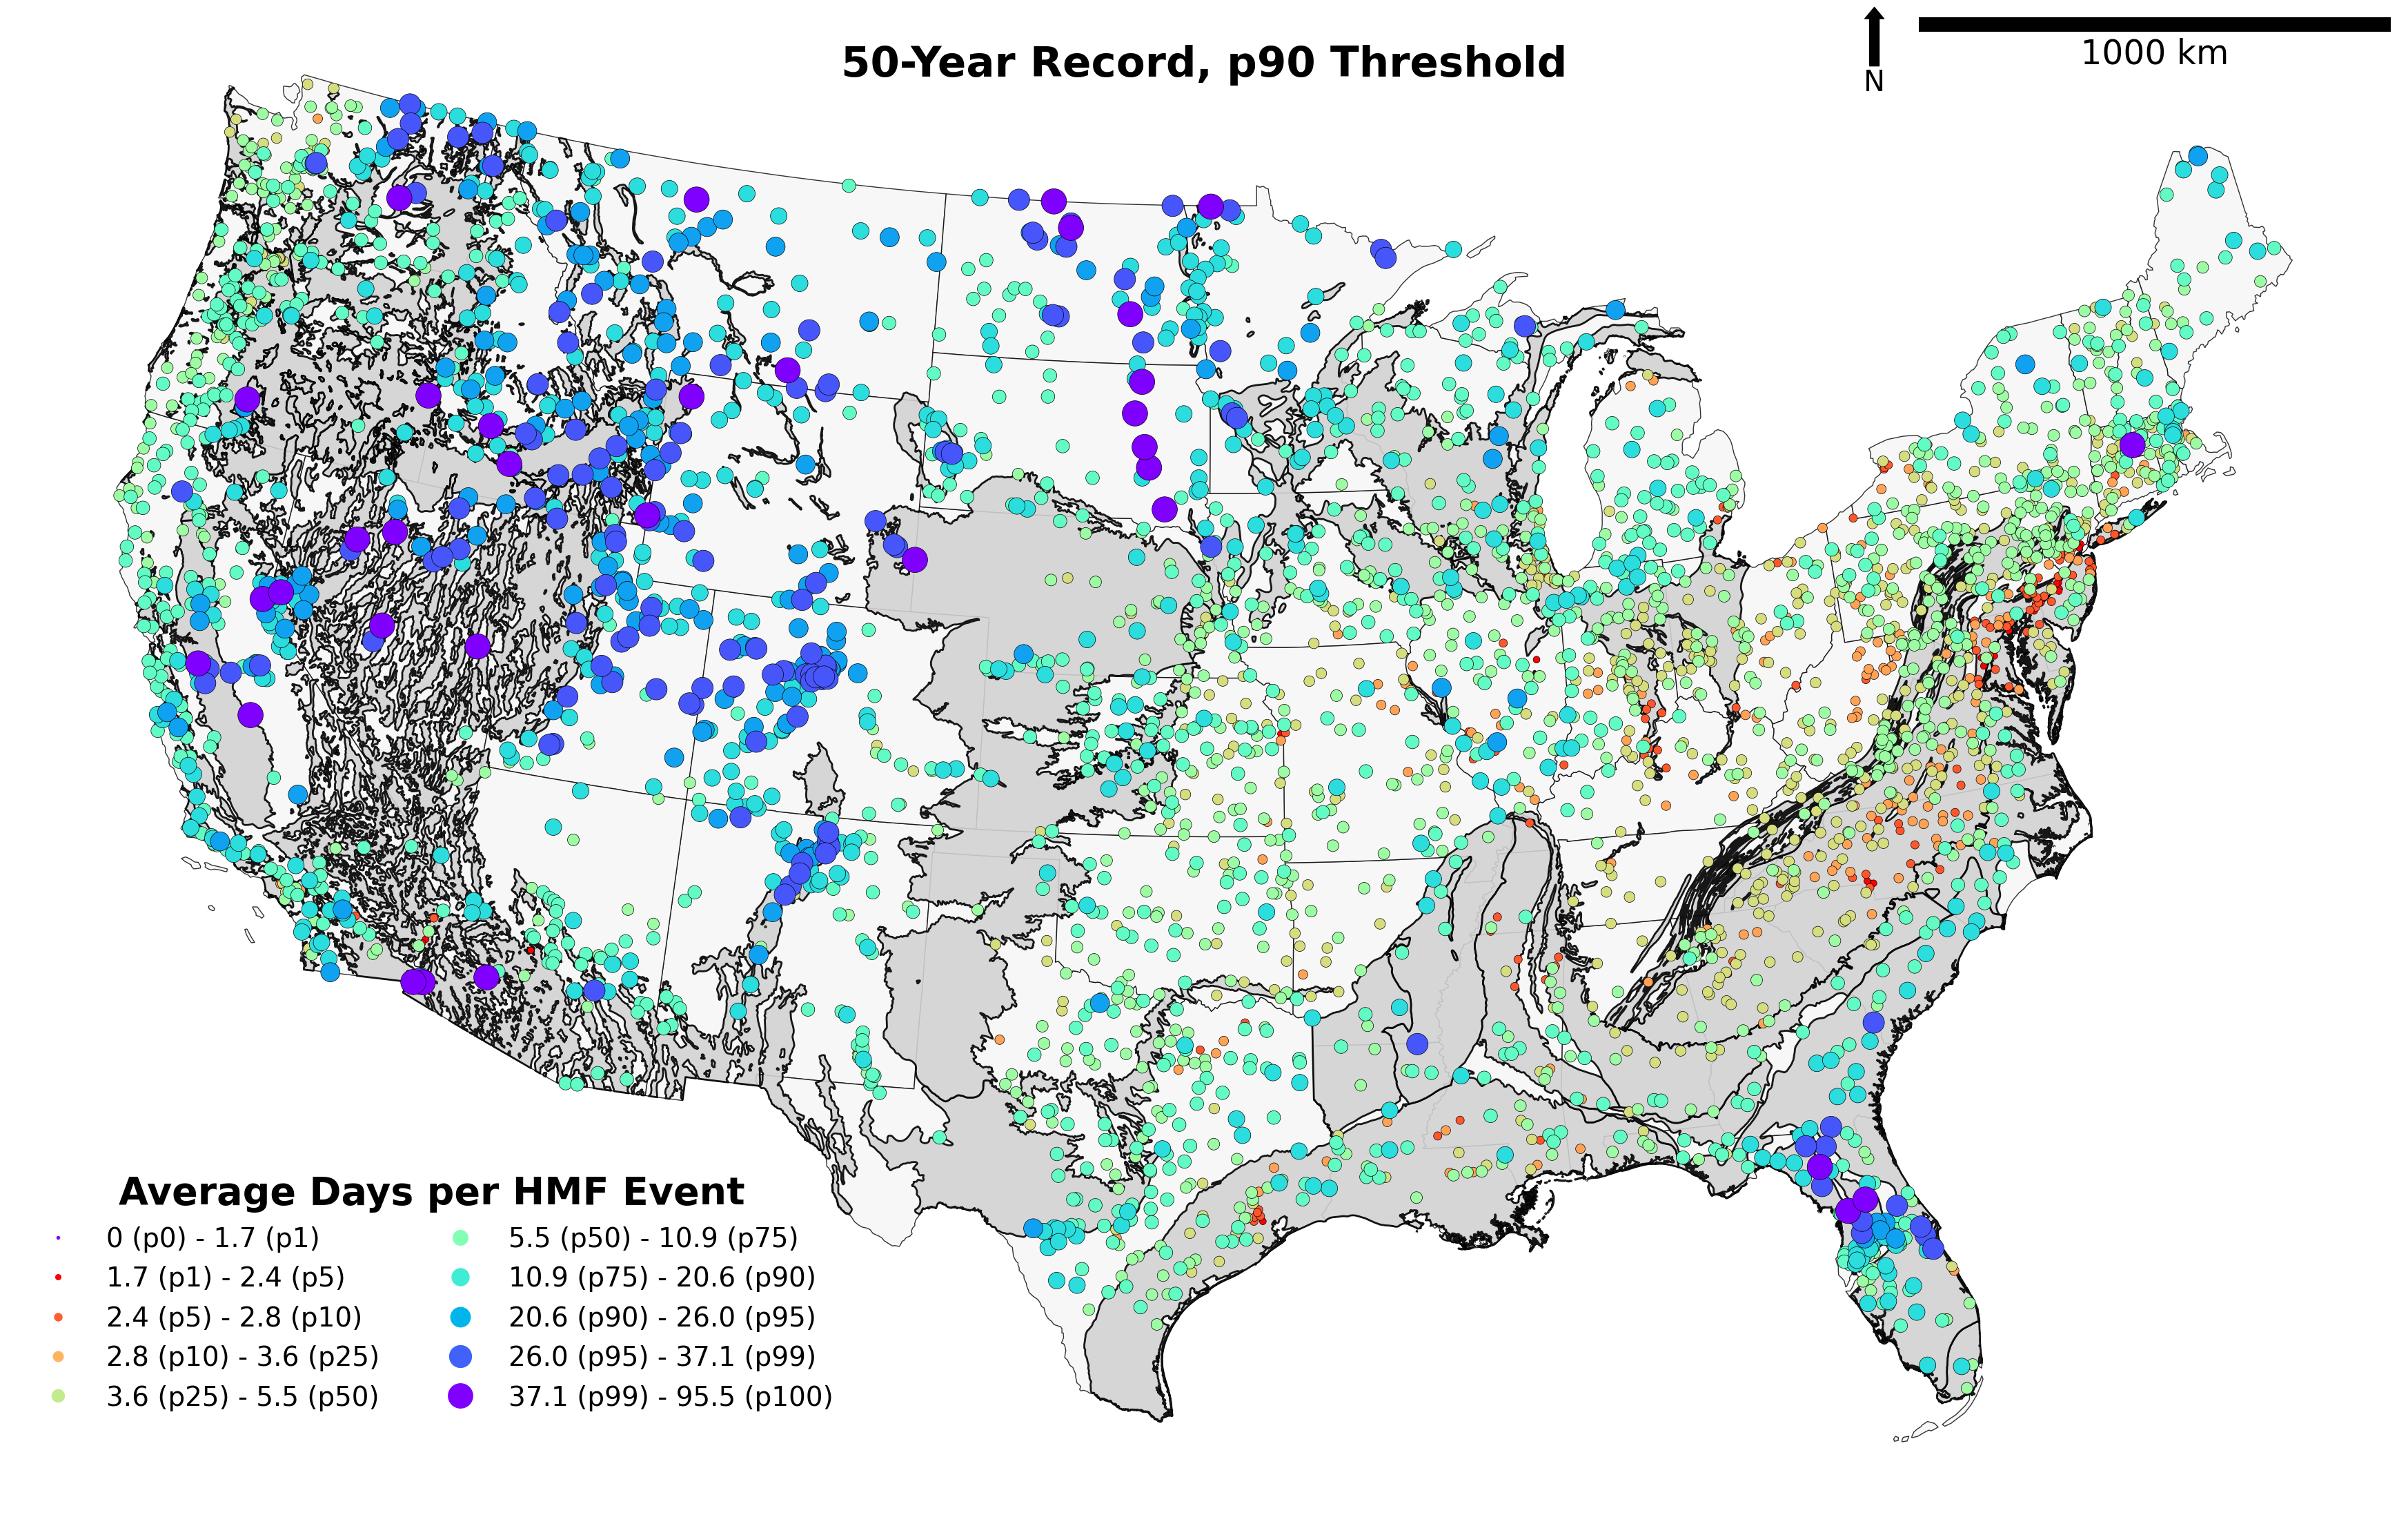 50-Year Record, p90 Threshold
N
1000 km
Average Days per HMF Event
0 (p0) - 1.7 (p1)
1.7 (p1) - 2.4 (p5)
2.4 (p5) - 2.8 (p10)
2.8 (p10) - 3.6 (p25)
3.6 (p25) - 5.5 (p50)
5.5 (p50) - 10.9 (p75)
10.9 (p75) - 20.6 (p90)
20.6 (p90) - 26.0 (p95)
26.0 (p95) - 37.1 (p99)
37.1 (p99) - 95.5 (p100)